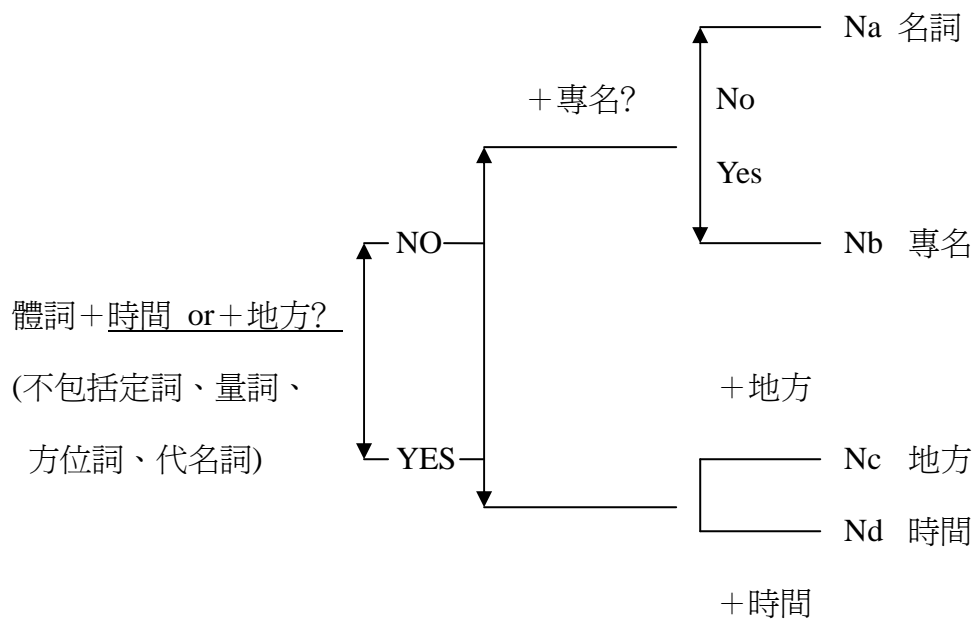 Na 名詞
＋專名?
No
Yes
NO
Nb 專名
體詞＋時間 or＋地方?
(不包括定詞、量詞、
＋地方
方位詞、代名詞)
YES
Nc 地方
Nd 時間
＋時間